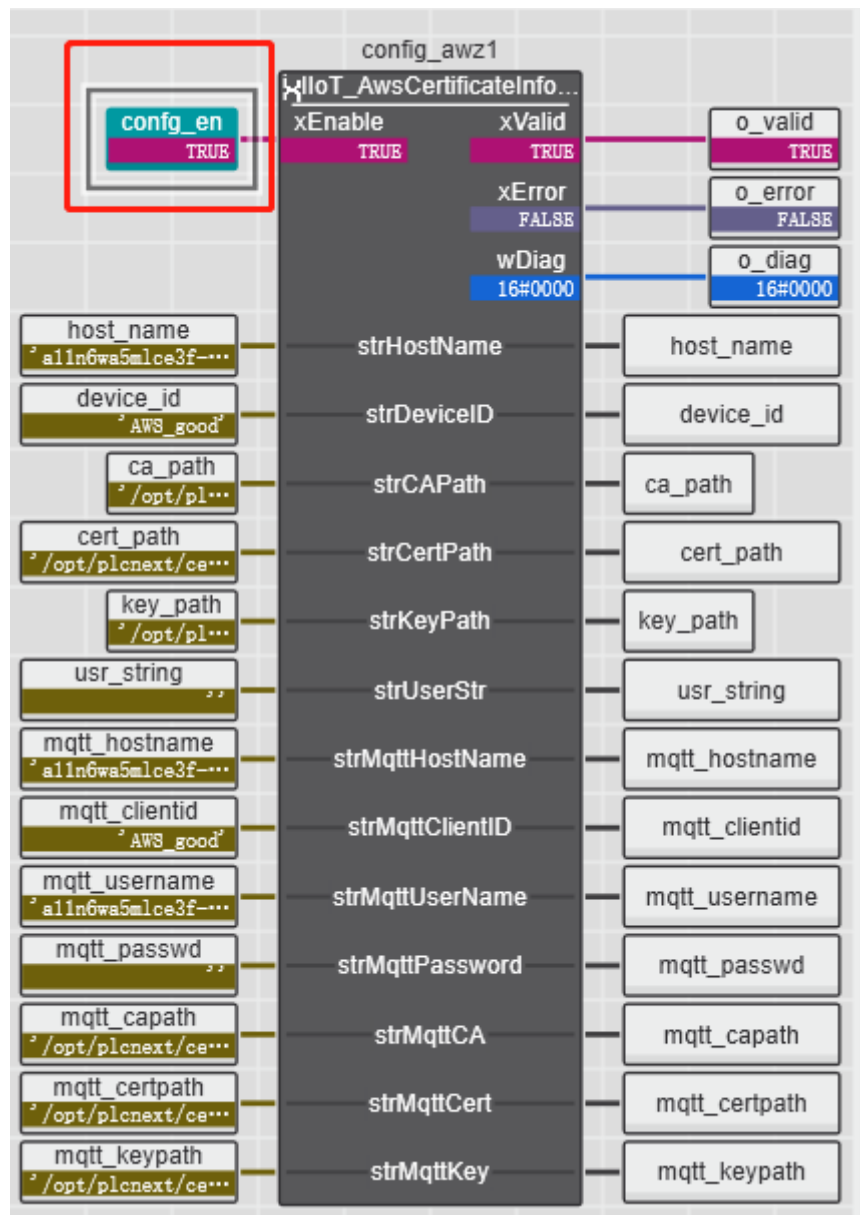 config_awz1
IIoT_AwsCertificateInfo...
confg_en
TRUE
xEnable
TRUE
xValid
TRUE
o_valid
TRUE
xError
FALSE
o_error
FALSE
wDiag
16#0000
o_diag
16#0000
host_name
'a11n6wa5mlce3f-···
strHostName
host_name
device_id
'AWS_good'
strDeviceID
device_id
ca_path
'/opt/pl···
strCAPath
ca_path
cert_path
'/opt/plcnext/ce···
strCertPath
cert_path
key_path
'/opt/pl···
strKeyPath
key_path
usr_string
''
strUserStr
usr_string
mqtt_hostname
'a11n6wa5mlce3f-···
strMqttHostName
mqtt_hostname
mqtt_clientid
'AWS_good'
strMqttClientID
mqtt_clientid
mqtt_username
'a11n6wa5mlce3f-···
strMqttUserName
mqtt_username
mqtt_passwd
''
strMqttPassword
mqtt_passwd
mqtt_capath
'/opt/plcnext/ce···
strMqttCA
mqtt_capath
mqtt_certpath
'/opt/plcnext/ce···
strMqttCert
mqtt_certpath
mqtt_keypath
'/opt/plcnext/ce···
strMqttKey
mqtt_keypath